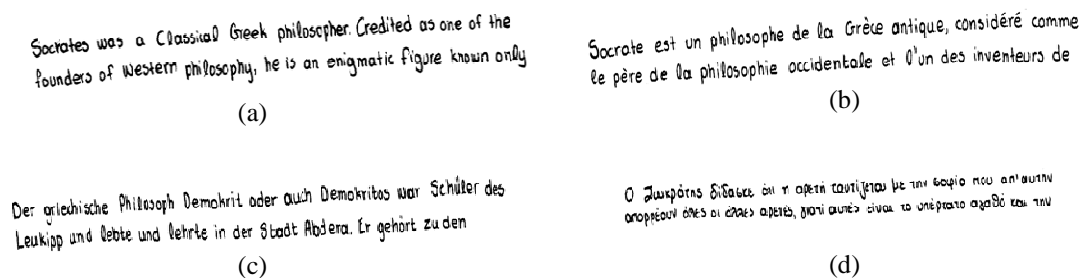 Socrates was a Classical Greek philosopher. Credited as one of the
founders of Western philosophy, he is an enigmatic figure known only
(a)
Socrate est un philosophe de la Grèce antique, considéré comme
le père de la philosophie occidentale et l'un des inventeurs de
(b)
Der griechische Philosoph Demokrit oder auch Demokritos war Schüler des
Leukipp und lebte und lehrte in der Stadt Abdera. Er gehört zu den
(c)
Ο Σωκράτης δίδασκε ότι η αρετή ταυτίζεται με την σοφία που απ'αυτήν
απορρέουν όλες οι άλλες αρετές, γιατί αυτές είναι το υπέρτατο αγαθό και την
(d)